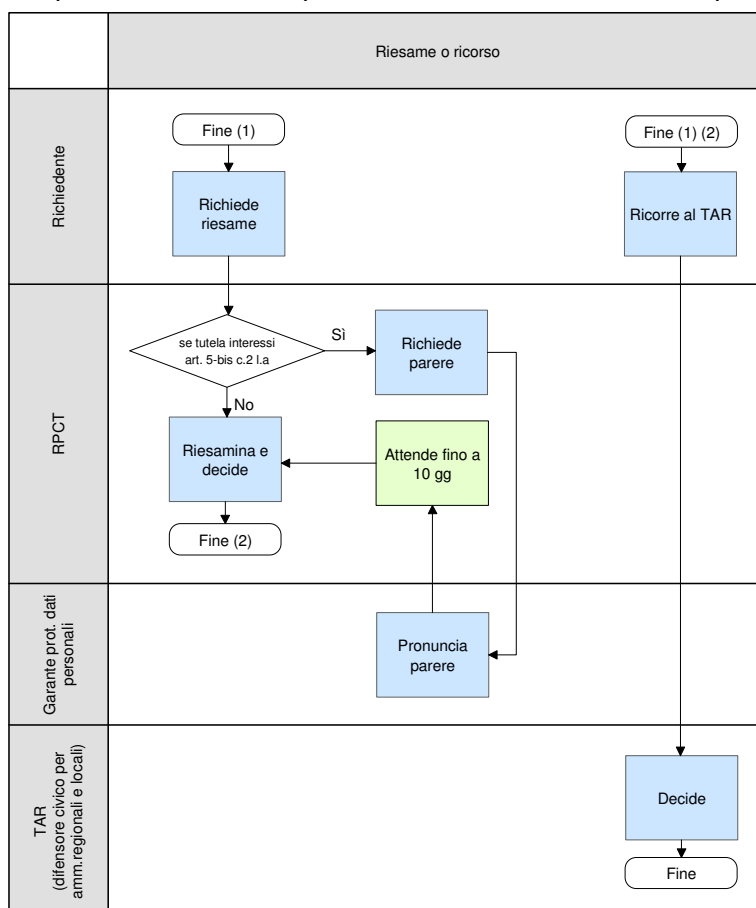 Riesame o ricorso
Richiedente
Fine (1)
Fine (1) (2)
Richiede
riesame
Ricorre al TAR
RPCT
se tutela interessi
art. 5-bis c.2 l.a
Sì
Richiede
parere
No
Riesamina e
decide
Attende fino a
10 gg
Fine (2)
Garante prot. dati
personali
Pronuncia
parere
TAR
(difensore civico per
amm.regionali e locali)
Decide
Fine